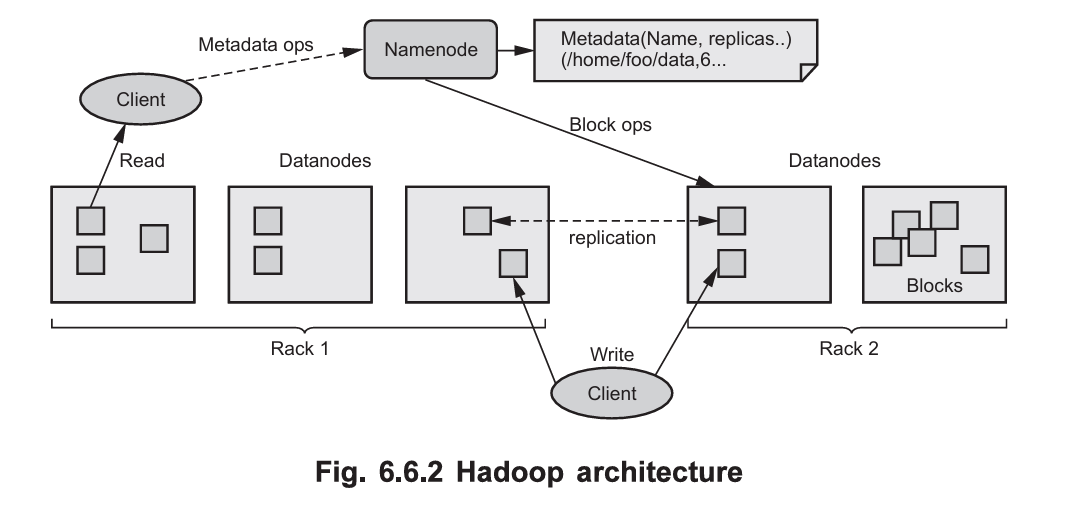 Metadata ops
Namenode
Metadata(Name, replicas..)
(/home/foo/data,6...
Client
Block ops
Read
Datanodes
Datanodes
replication
Blocks
Rack 1
Rack 2
Write
Client
Fig. 6.6.2 Hadoop architecture